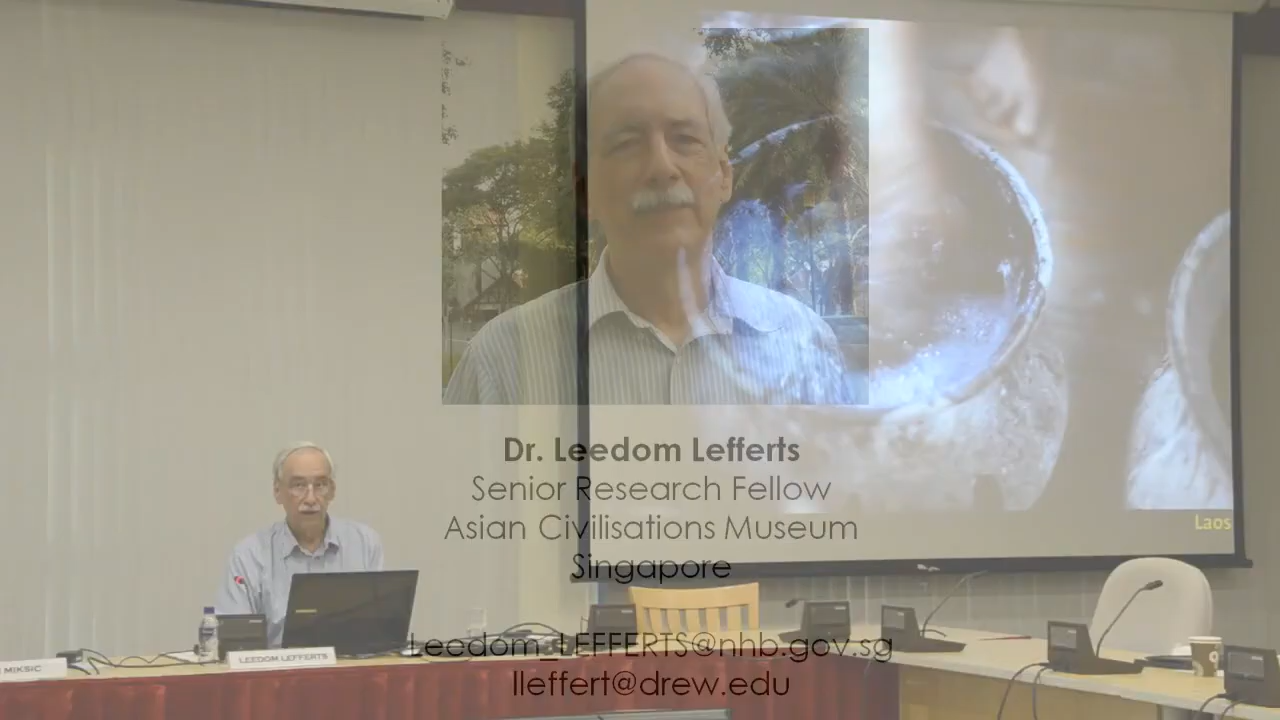 Dr. Leedom Lefferts
Senior Research Fellow
Asian Civilisations Museum
Singapore
Leedom_LEFFERTS@nhb.gov.sg
lleffert@drew.edu
Laos
MIKSIC
LEEDOM LEFFERTS